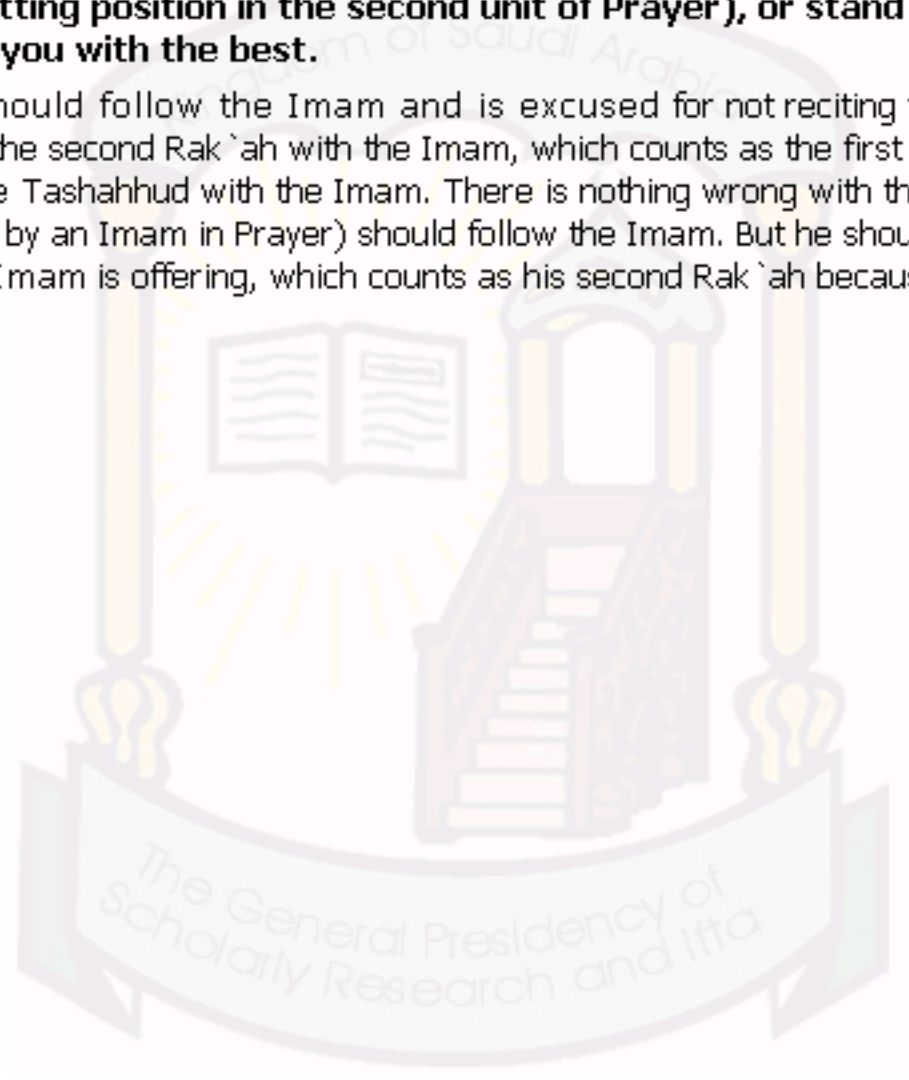 tting position in the second unit of Prayer), or stand
you with the best.
hould follow the Imam and is excused for not reciting
he second Rak`ah with the Imam, which counts as the first
e Tashahhud with the Imam. There is nothing wrong with th
by an Imam in Prayer) should follow the Imam. But he shou
Imam is offering, which counts as his second Rak`ah becaus
Kingdom of Saudi Arabia
The General Presidency of
Scholarly Research and Ifta